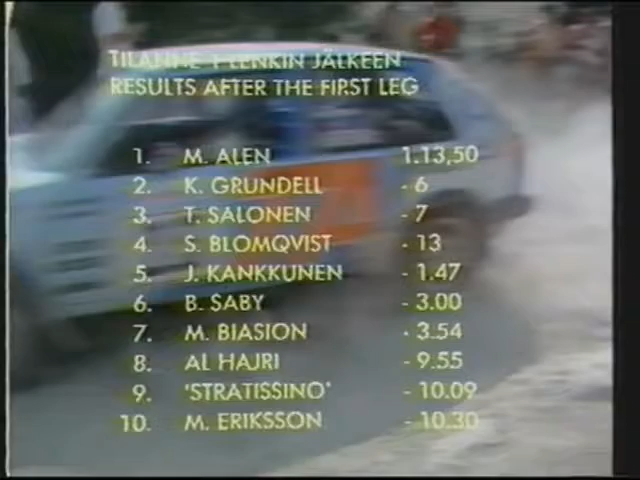 TILANNE 1 LENKIN JÄLKEEN
RESULTS AFTER THE FIRST LEG
1. M. ALEN 1.13,50
2. K. GRUNDELL - 6
3. T. SALONEN - 7
4. S. BLOMQVIST - 13
5. J. KANKKUNEN - 1.47
6. B. SABY - 3.00
7. M. BIASION - 3.54
8. AL HAJRI - 9.55
9. 'STRATISSINO' - 10.09
10. M. ERIKSSON - 10.30